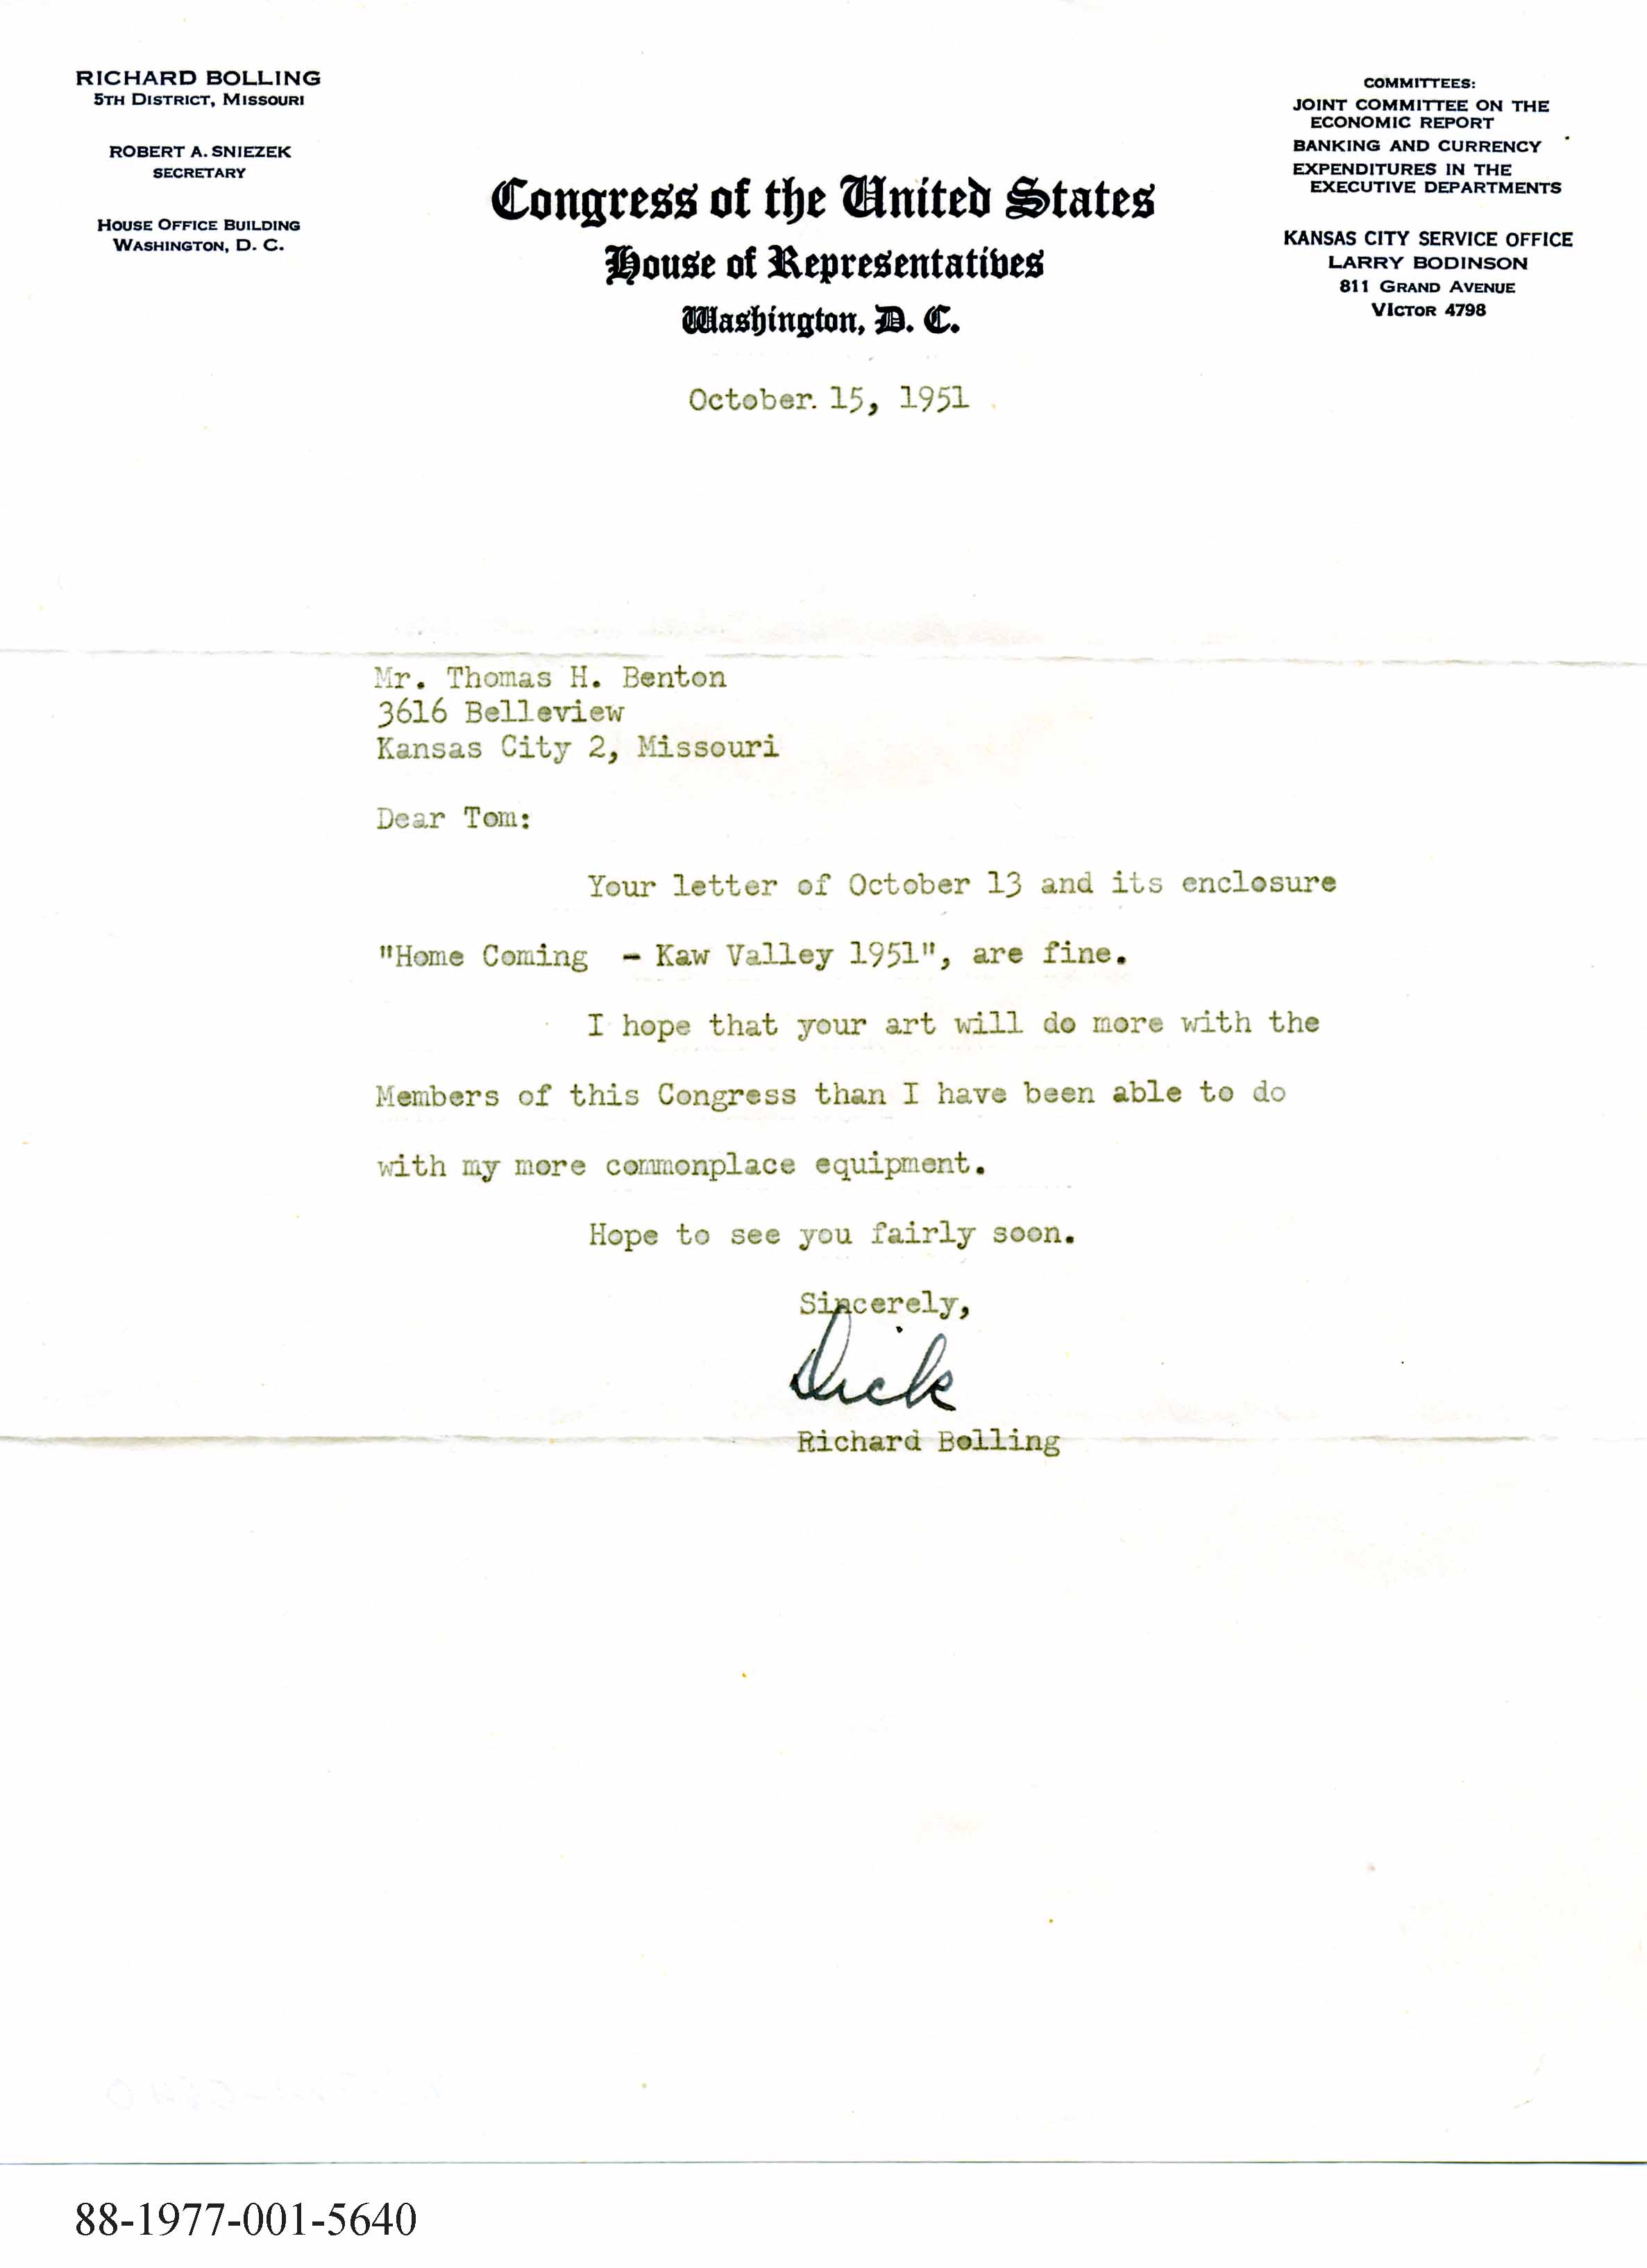 RICHARD BOLLING
5TH DISTRICT, MISSOURI
ROBERT A. SNIEZEK
SECRETARY
HOUSE OFFICE BUILDING
WASHINGTON, D. C.
COMMITTEES:
JOINT COMMITTEE ON THE
ECONOMIC REPORT
BANKING AND CURRENCY
EXPENDITURES IN THE
EXECUTIVE DEPARTMENTS
KANSAS CITY SERVICE OFFICE
LARRY BODINSON
811 GRAND AVENUE
VICTOR 4798
Congress of the United States
House of Representatives
Washington, D. C.
October 15, 1951
Mr. Thomas H. Benton
3616 Belleview
Kansas City 2, Missouri
Dear Tom:
Your letter of October 13 and its enclosure
"Home Coming - Kaw Valley 1951", are fine.
I hope that your art will do more with the
Members of this Congress than I have been able to do
with my more commonplace equipment.
Hope to see you fairly soon.
Sincerely,
Dick
Richard Bolling
88-1977-001-5640